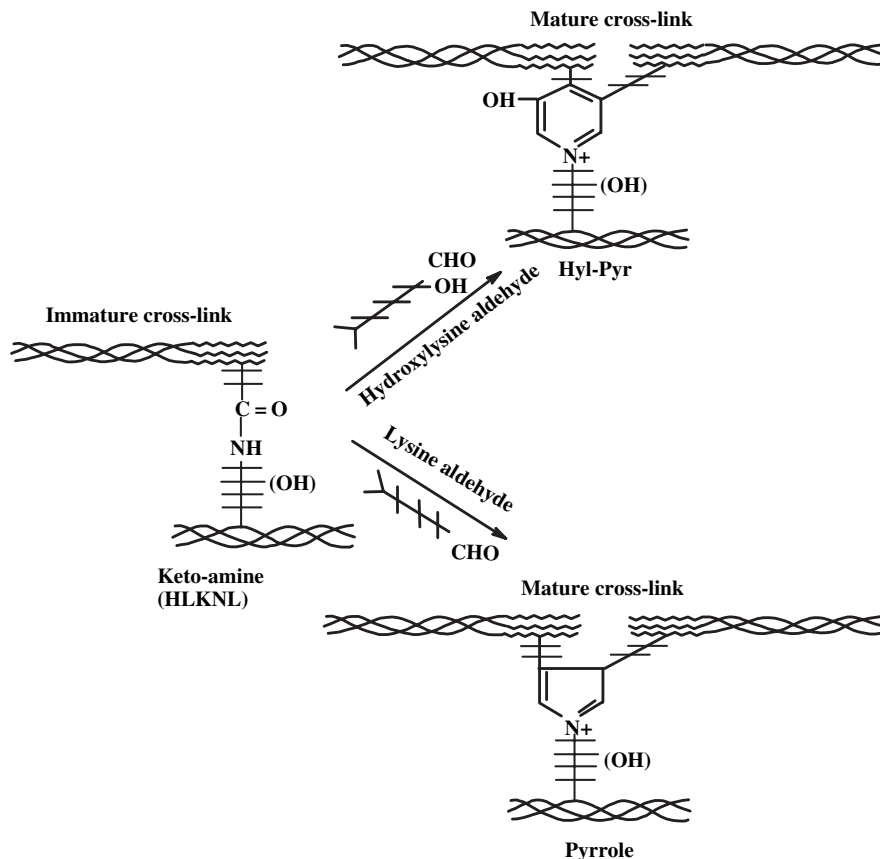 Mature cross-link
OH
N+
(OH)
Hyl-Pyr
CHO
OH
Hydroxylysine aldehyde
Immature cross-link
C = O
NH
(OH)
Keto-amine
(HLKNL)
Lysine aldehyde
CHO
Mature cross-link
N+
(OH)
Pyrrole